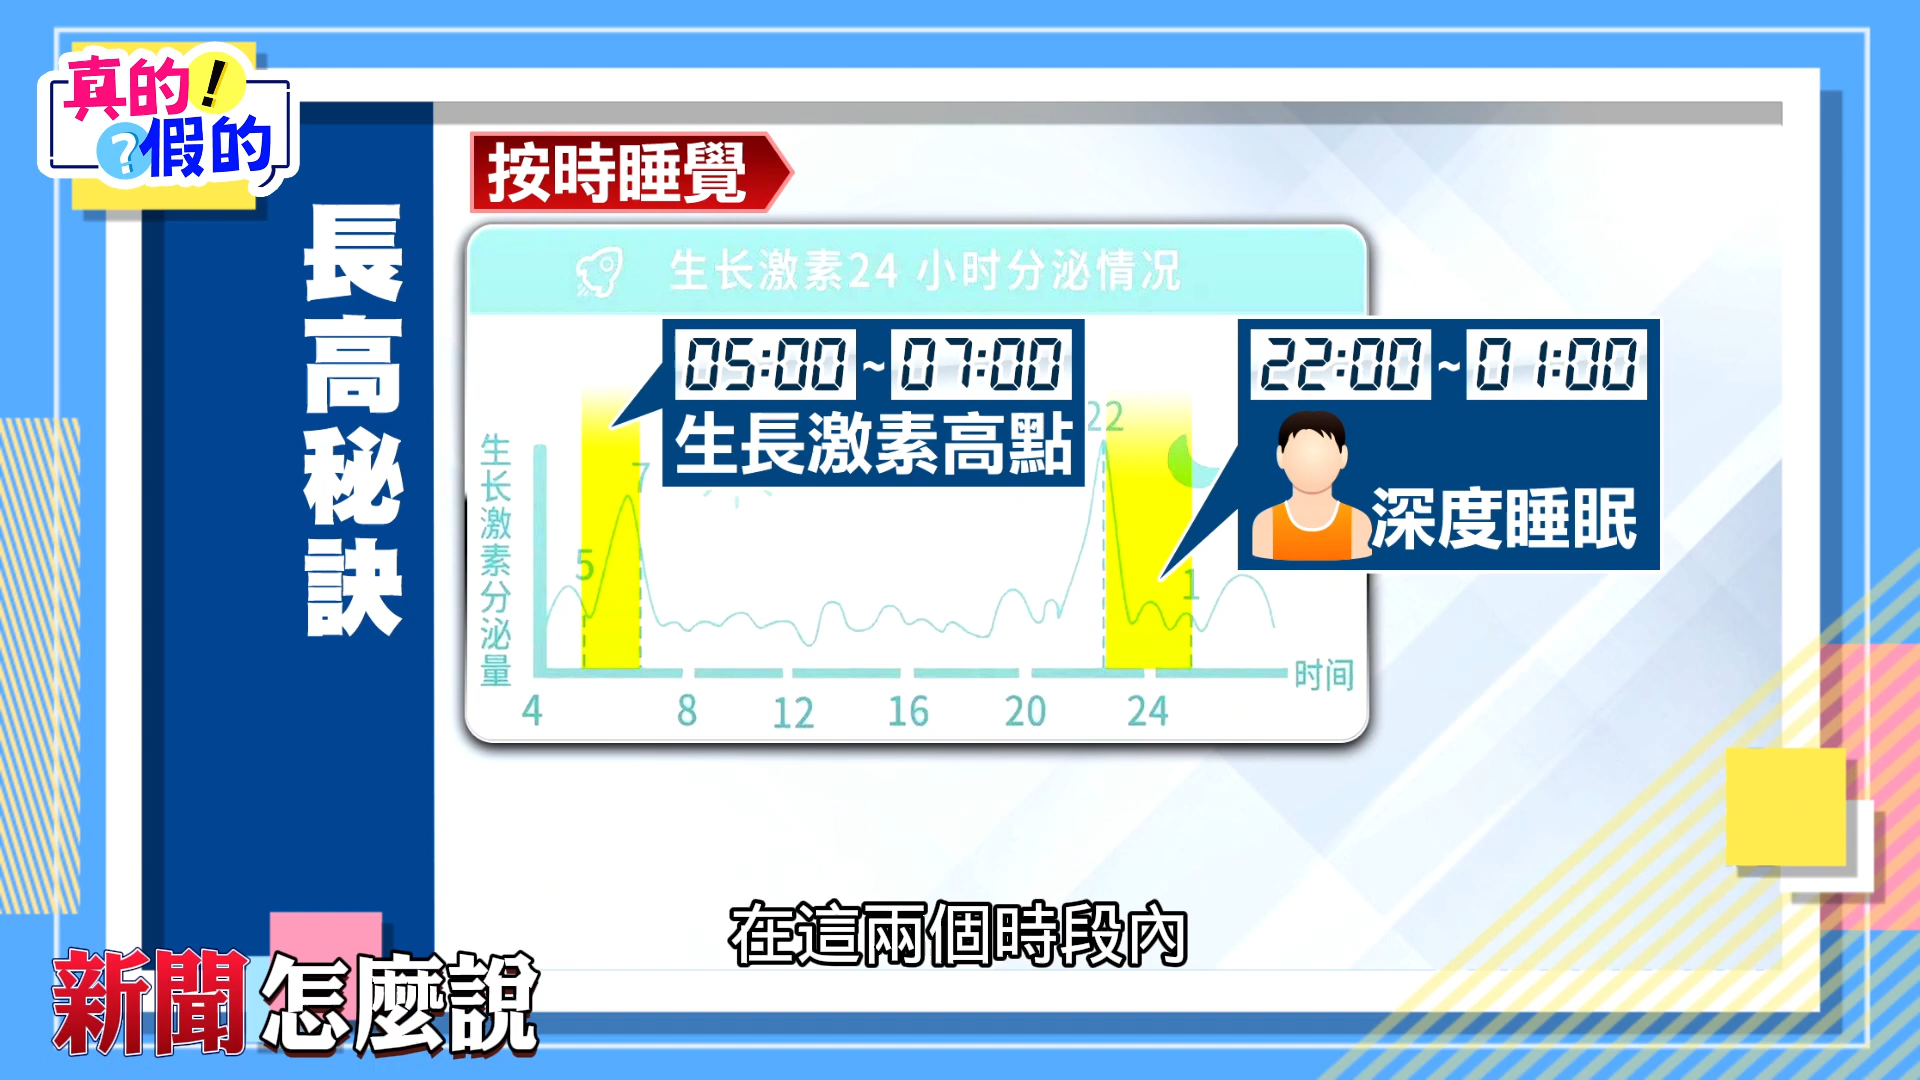 真的!
?假的
長高秘訣
按時睡覺
生长激素24 小时分泌情况
05:00~07:00
生長激素高點
22:00~01:00
深度睡眠
生长激素分泌量
5
7
22
1
时间
4 8 12 16 20 24
在這兩個時段內
新聞怎麼說